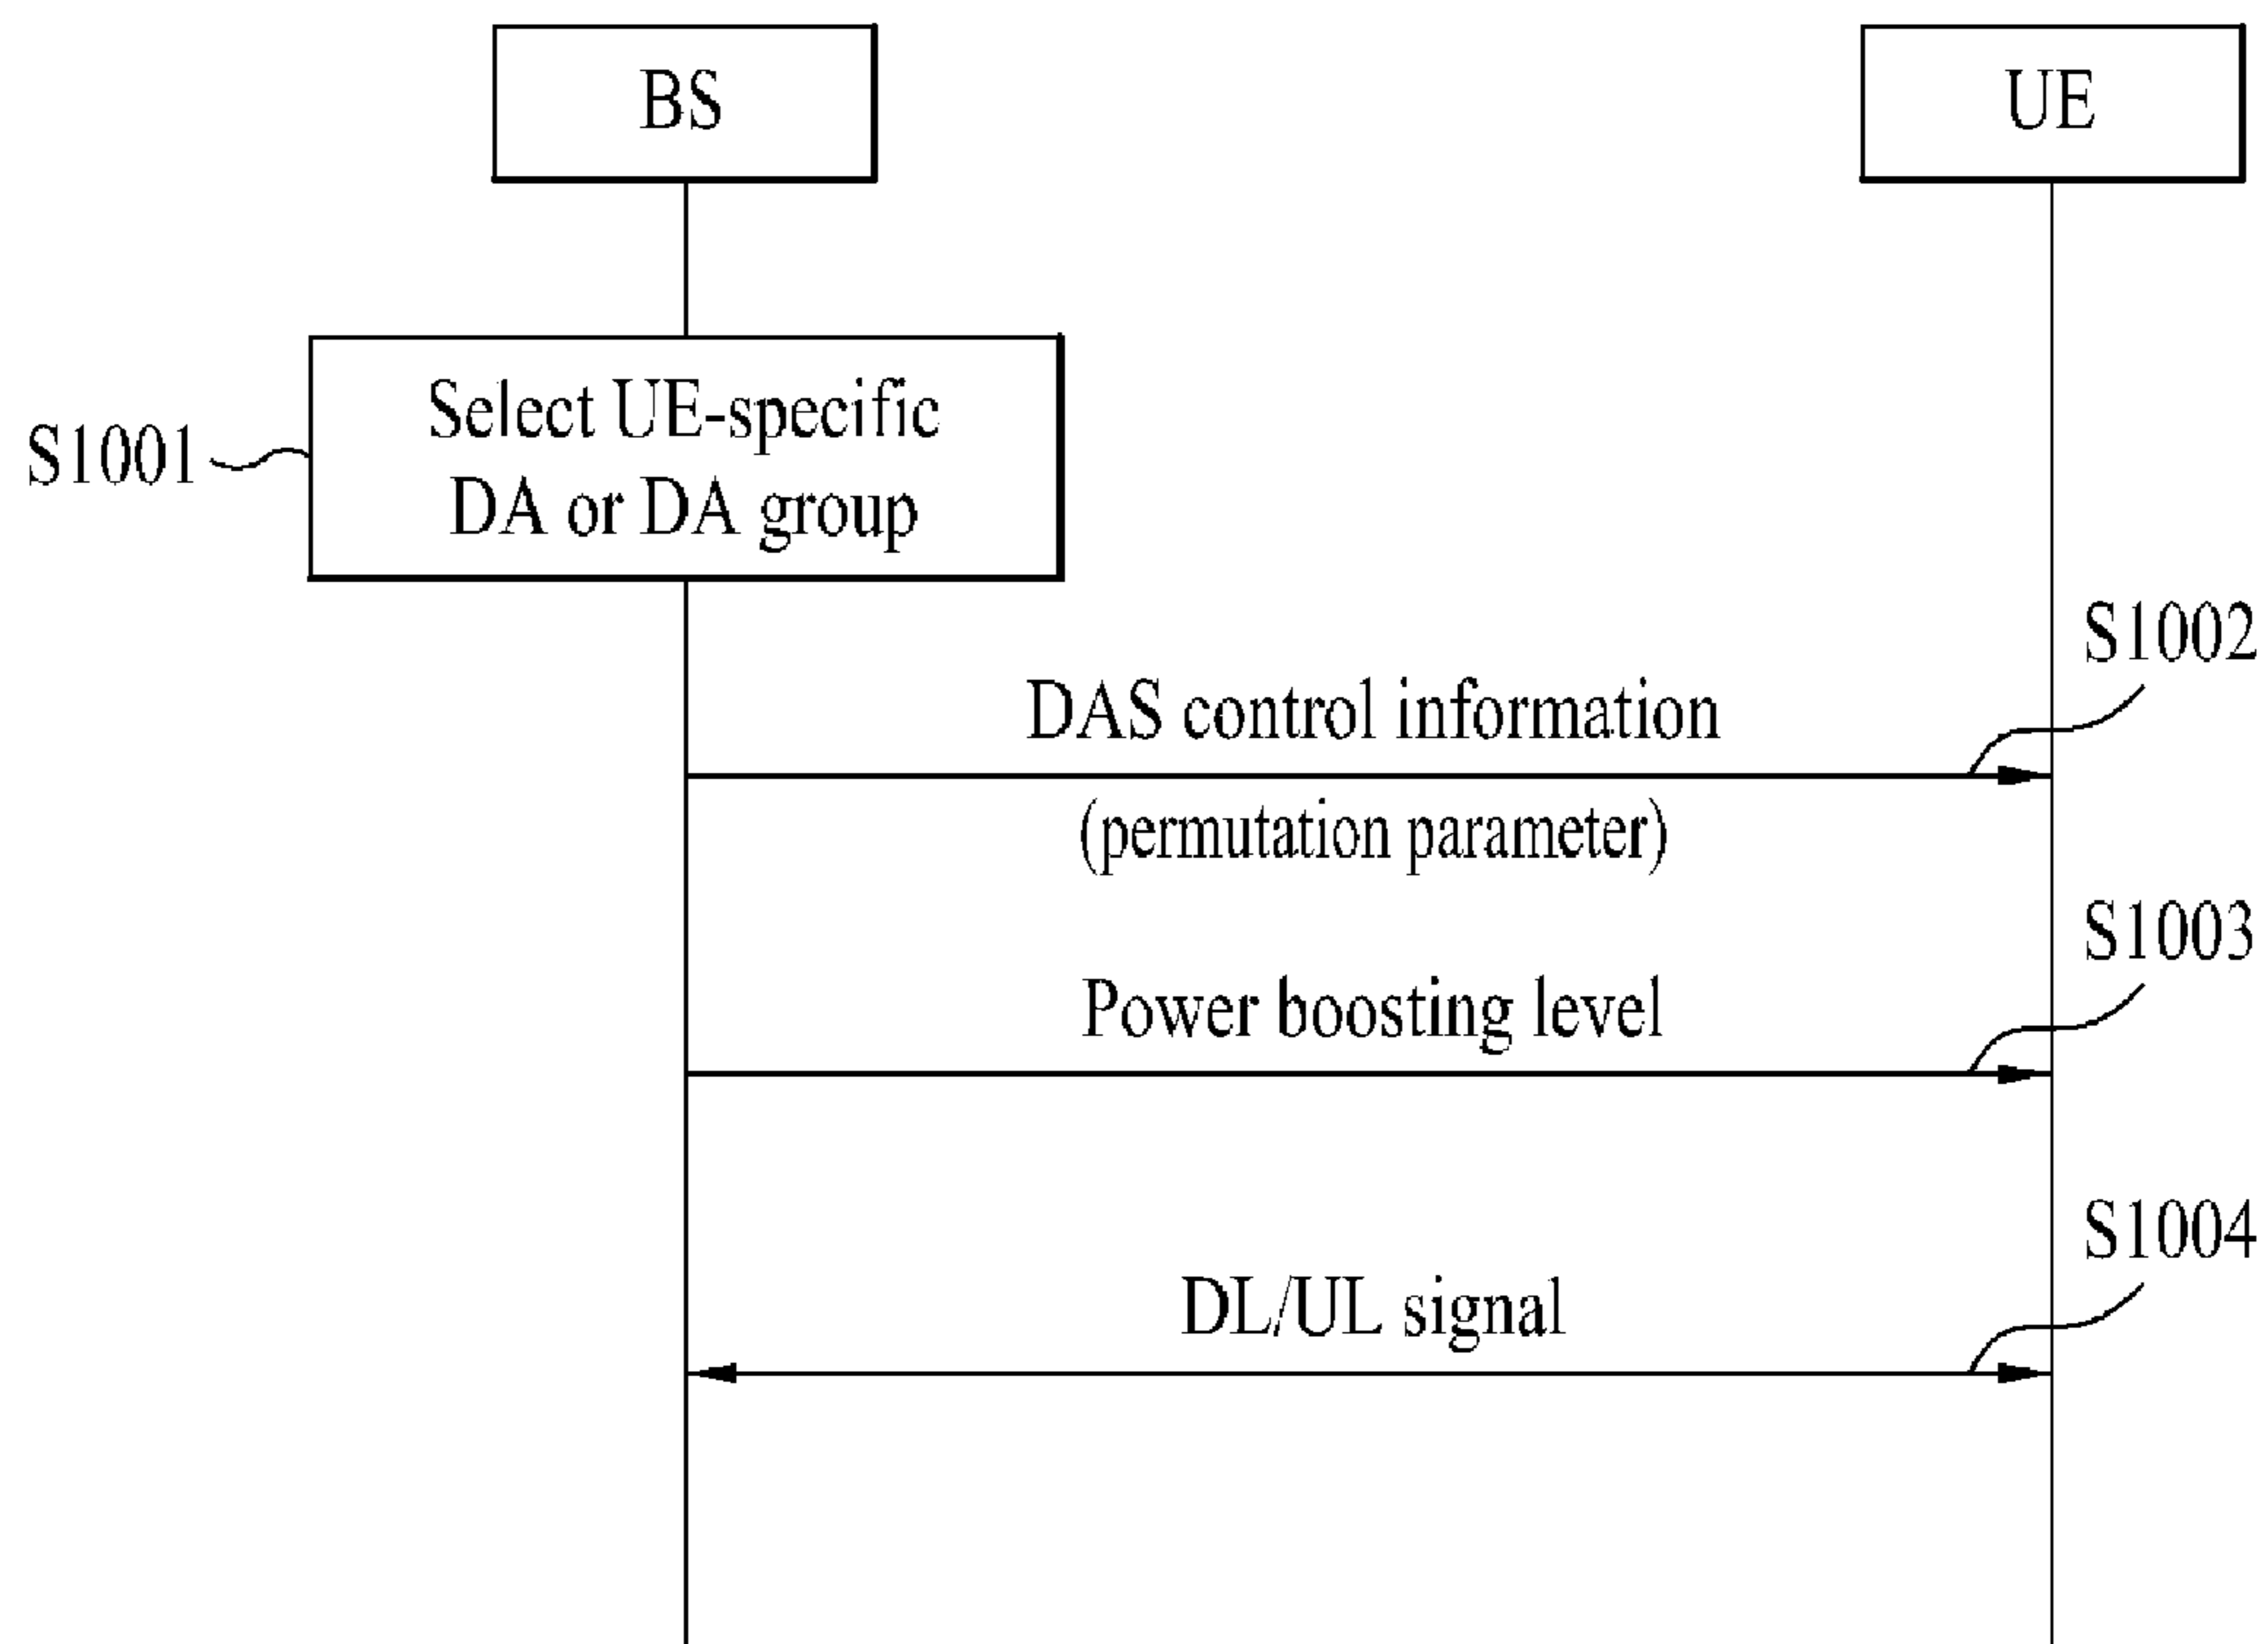 BS
UE
Select UE-specific
DA or DA group
S1001
S1002
DAS control information
(permutation parameter)
S1003
Power boosting level
S1004
DL/UL signal